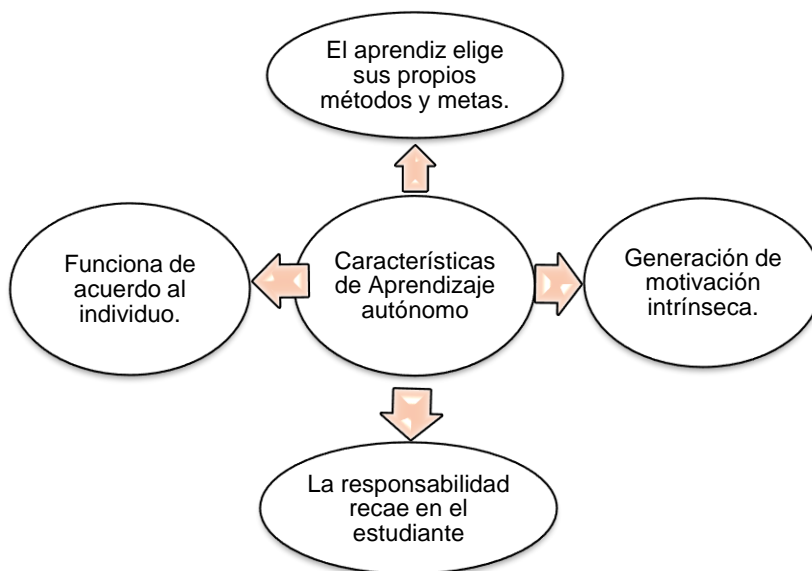 El aprendiz elige
sus propios
métodos y metas.
Funciona de
acuerdo al
individuo.
Características
de Aprendizaje
autónomo
Generación de
motivación
intrínseca.
La responsabilidad
recae en el
estudiante